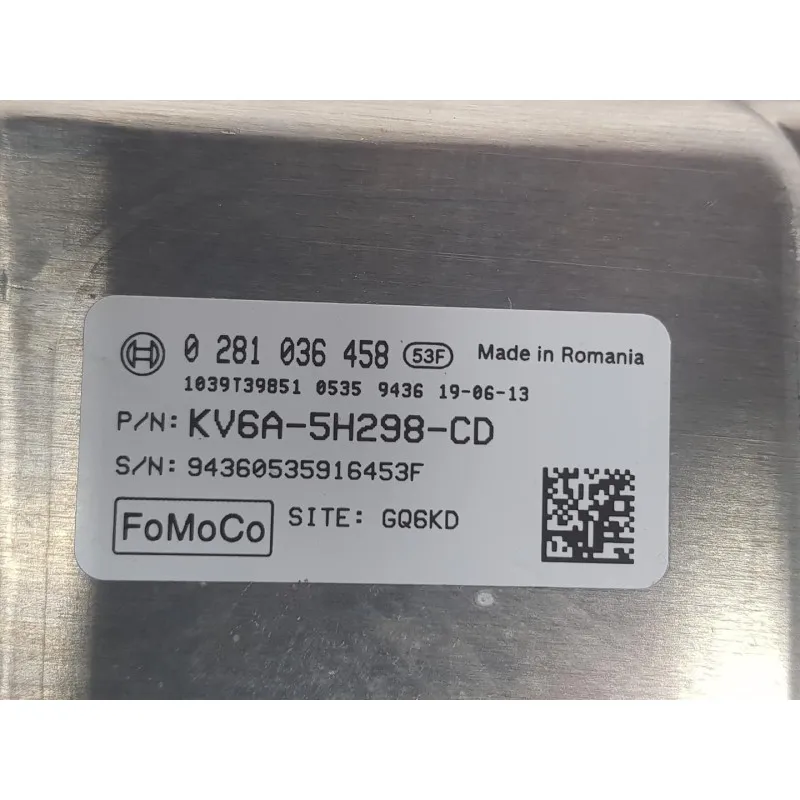 0 281 036 458 53F Made in Romania
1039T39851 0535 9436 19-06-13
P/N: KV6A-5H298-CD
S/N: 94360535916453F
FoMoCo SITE: GQ6KD